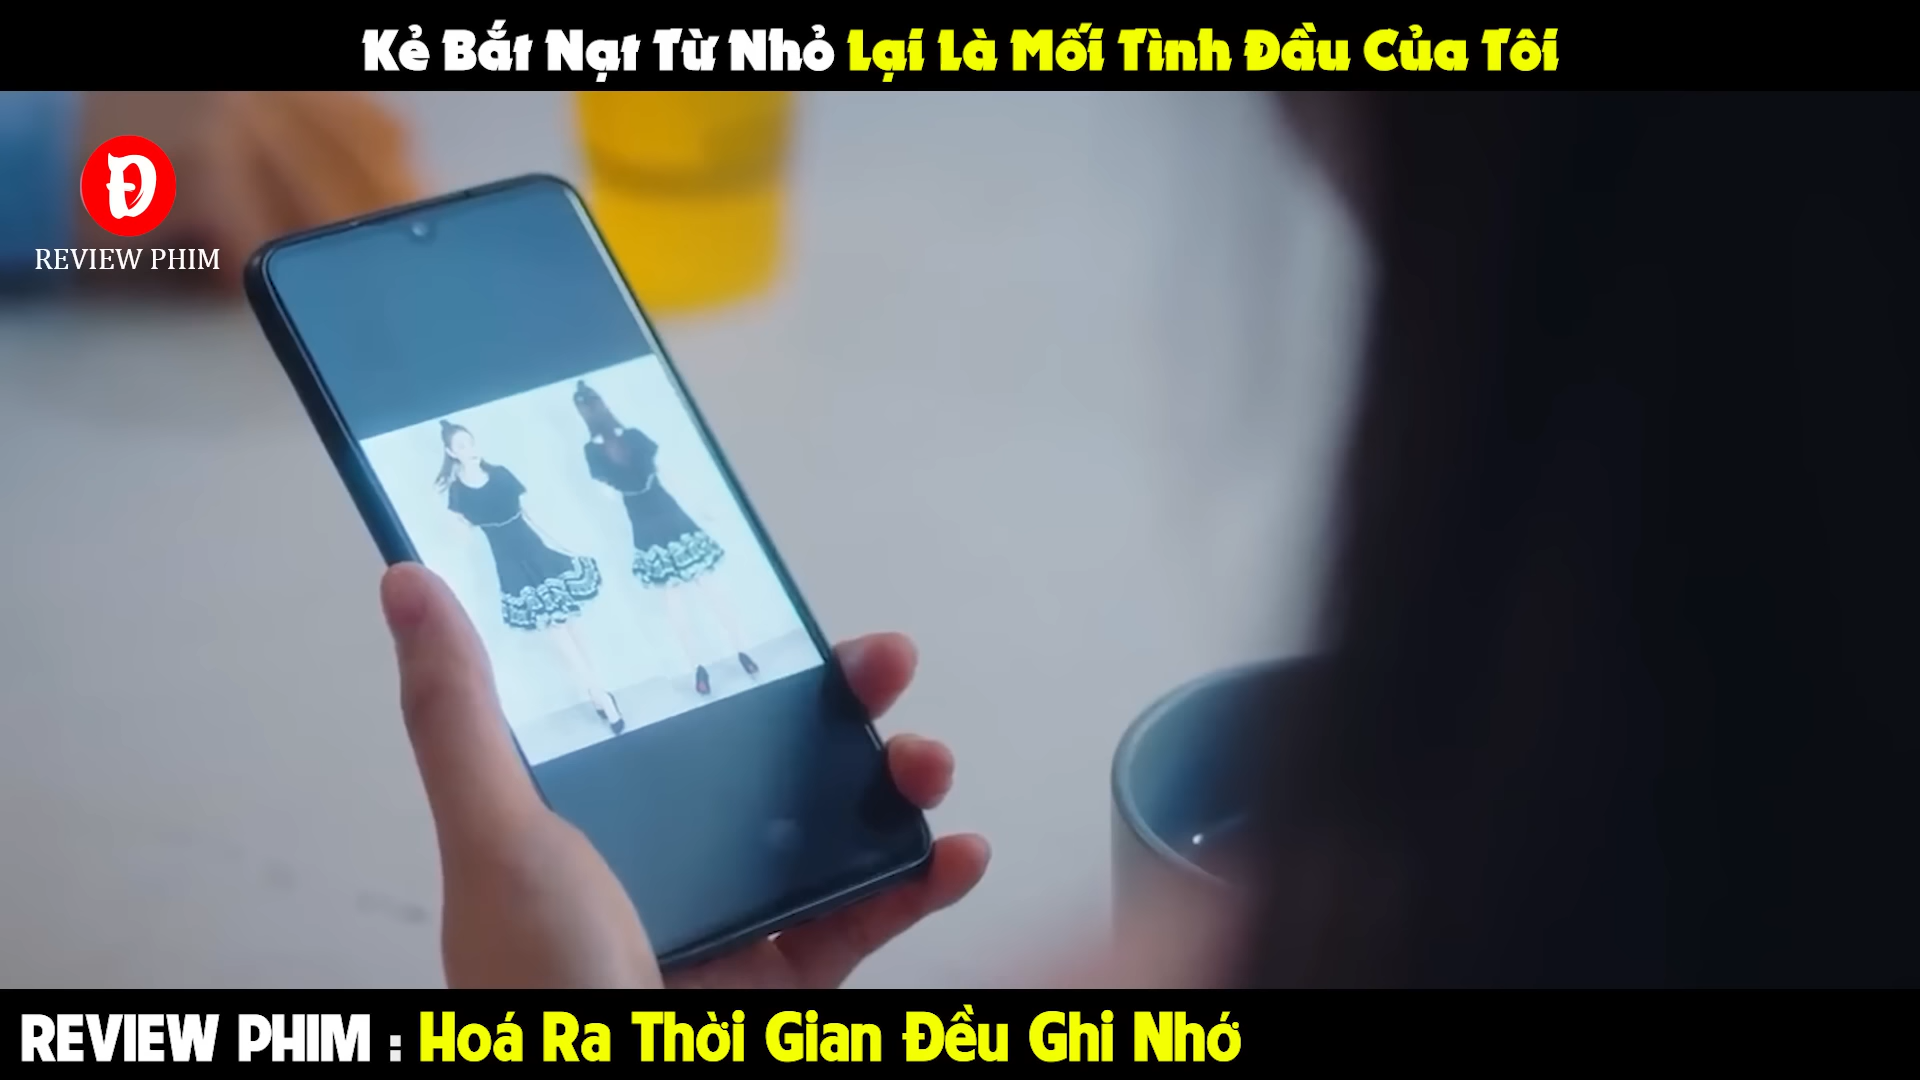 Kẻ Bắt Nạt Từ Nhỏ Lại Là Mối Tình Đầu Của Tôi
Đ
REVIEW PHIM
REVIEW PHIM : Hoá Ra Thời Gian Đều Ghi Nhớ